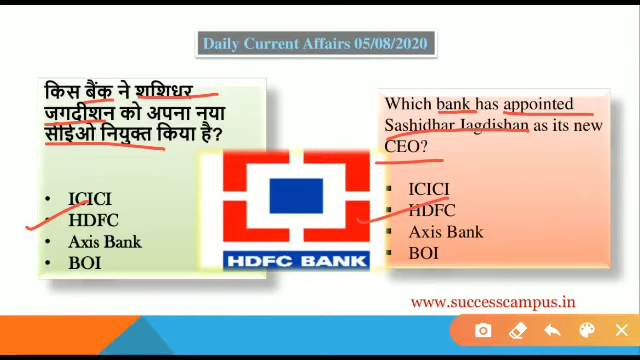 Daily Current Affairs 05/08/2020
किस बैंक ने शशिधर
जगदीशन को अपना नया
सीईओ नियुक्त किया है?
• ICICI
• HDFC
• Axis Bank
• BOI
HDFC BANK
Which bank has appointed
Sashidhar Jagdishan as its new
CEO?
▪ ICICI
▪ HDFC
▪ Axis Bank
▪ BOI
www.successcampus.in